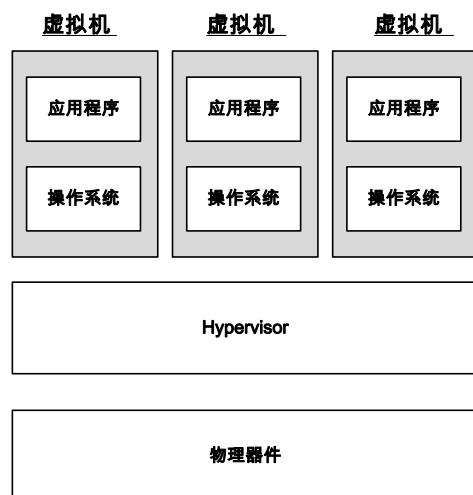 虚拟机 虚拟机 虚拟机
应用程序 应用程序 应用程序
操作系统 操作系统 操作系统
Hypervisor
物理器件